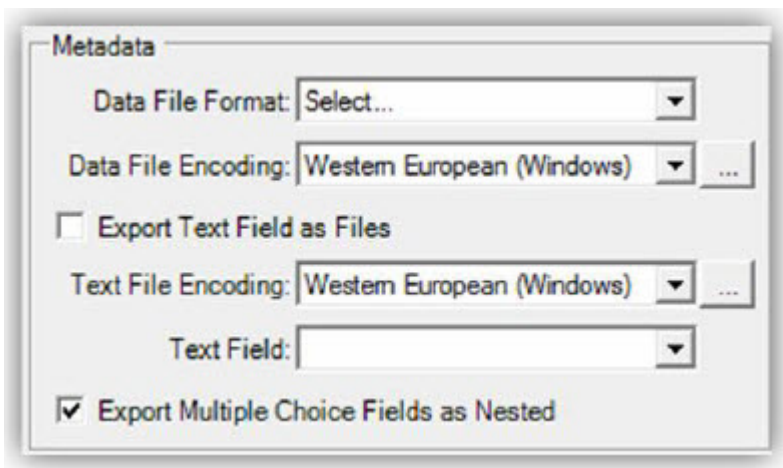 Metadata
Data File Format: Select...
Data File Encoding: Western European (Windows) ...
Export Text Field as Files
Text File Encoding: Western European (Windows) ...
Text Field:
Export Multiple Choice Fields as Nested